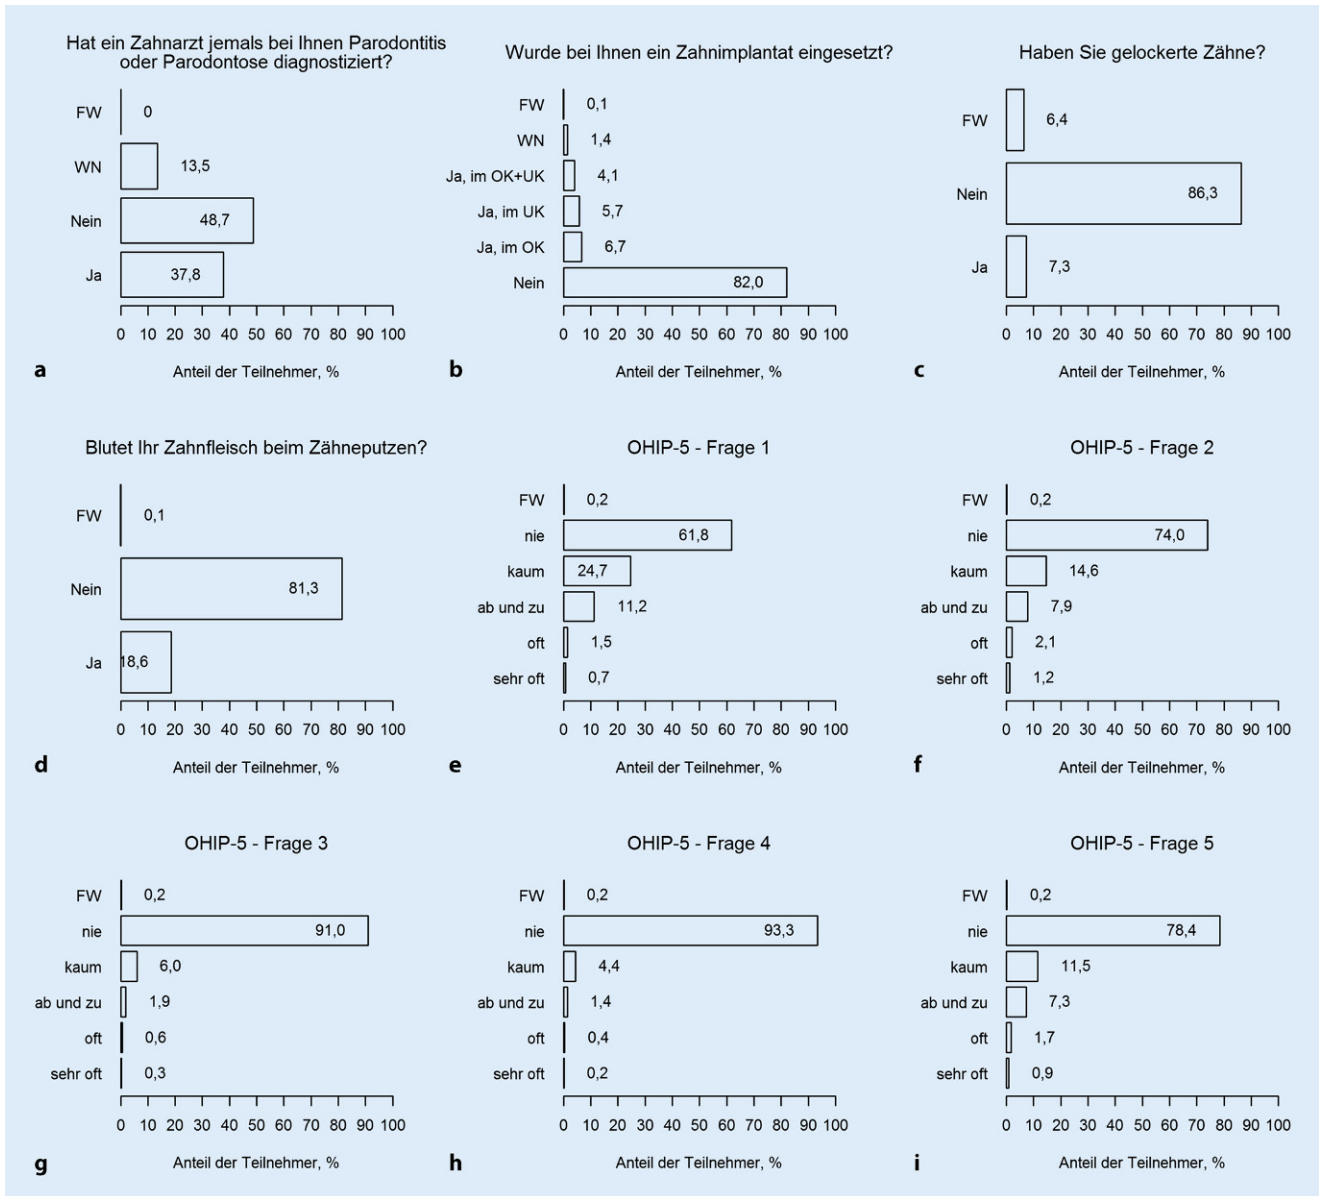 Hat ein Zahnarzt jemals bei Ihnen Parodontitis
oder Parodontose diagnostiziert?
FW 0
WN 13,5
Nein 48,7
Ja 37,8
0 10 20 30 40 50 60 70 80 90 100
Anteil der Teilnehmer, %
a
Wurde bei Ihnen ein Zahnimplantat eingesetzt?
FW 0,1
WN 1,4
Ja, im OK+UK 4,1
Ja, im UK 5,7
Ja, im OK 6,7
Nein 82,0
0 10 20 30 40 50 60 70 80 90 100
Anteil der Teilnehmer, %
b
Haben Sie gelockerte Zähne?
FW 6,4
Nein 86,3
Ja 7,3
0 10 20 30 40 50 60 70 80 90 100
Anteil der Teilnehmer, %
c
Blutet Ihr Zahnfleisch beim Zähneputzen?
FW 0,1
Nein 81,3
Ja 18,6
0 10 20 30 40 50 60 70 80 90 100
Anteil der Teilnehmer, %
d
OHIP-5 - Frage 1
FW 0,2
nie 61,8
kaum 24,7
ab und zu 11,2
oft 1,5
sehr oft 0,7
0 10 20 30 40 50 60 70 80 90 100
Anteil der Teilnehmer, %
e
OHIP-5 - Frage 2
FW 0,2
nie 74,0
kaum 14,6
ab und zu 7,9
oft 2,1
sehr oft 1,2
0 10 20 30 40 50 60 70 80 90 100
Anteil der Teilnehmer, %
f
OHIP-5 - Frage 3
FW 0,2
nie 91,0
kaum 6,0
ab und zu 1,9
oft 0,6
sehr oft 0,3
0 10 20 30 40 50 60 70 80 90 100
Anteil der Teilnehmer, %
g
OHIP-5 - Frage 4
FW 0,2
nie 93,3
kaum 4,4
ab und zu 1,4
oft 0,4
sehr oft 0,2
0 10 20 30 40 50 60 70 80 90 100
Anteil der Teilnehmer, %
h
OHIP-5 - Frage 5
FW 0,2
nie 78,4
kaum 11,5
ab und zu 7,3
oft 1,7
sehr oft 0,9
0 10 20 30 40 50 60 70 80 90 100
Anteil der Teilnehmer, %
i